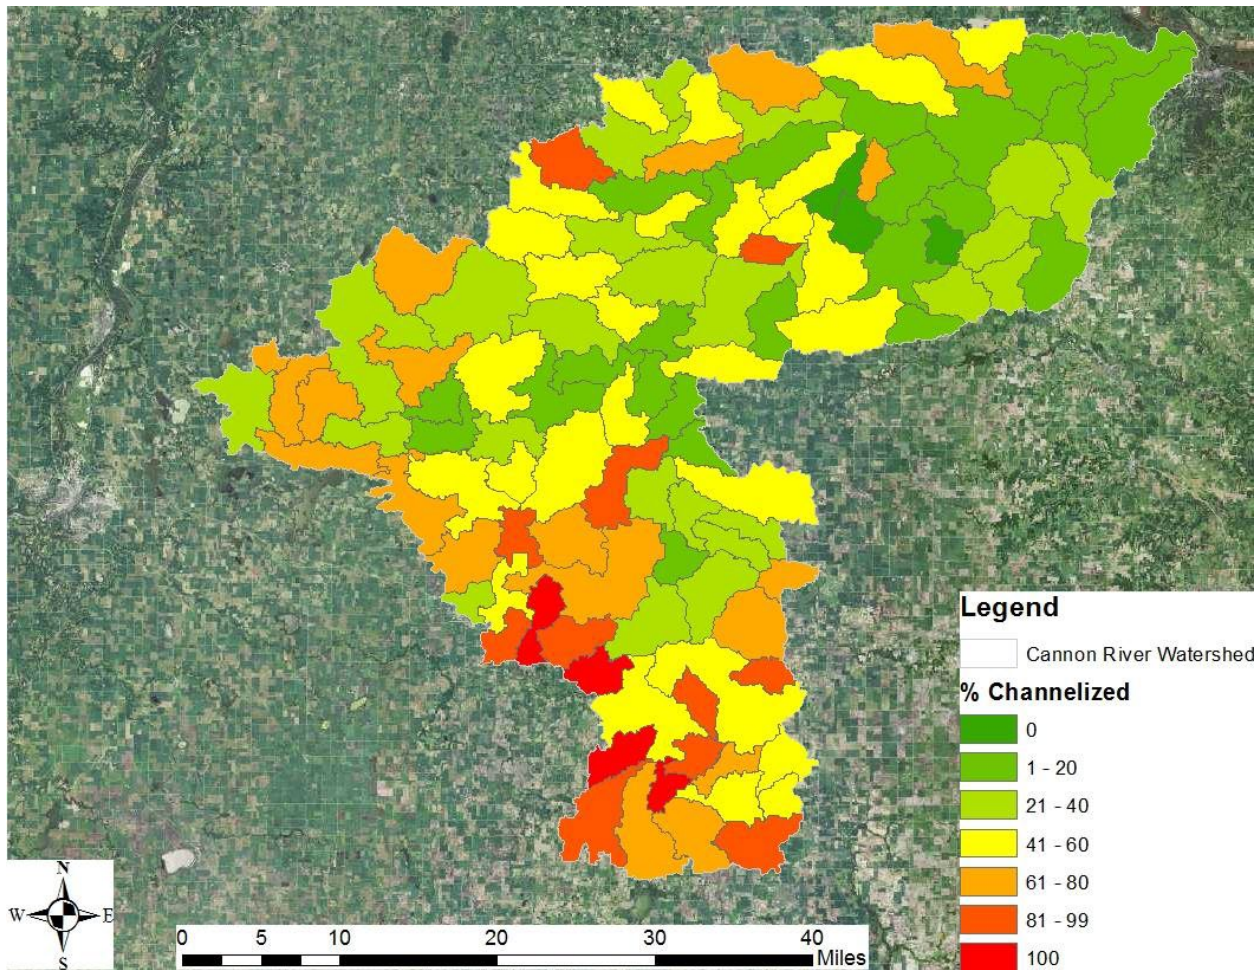 Legend
Cannon River Watershed
% Channelized
0
1 - 20
21 - 40
41 - 60
61 - 80
81 - 99
100
N
W E
S
0 5 10 20 30 40
Miles